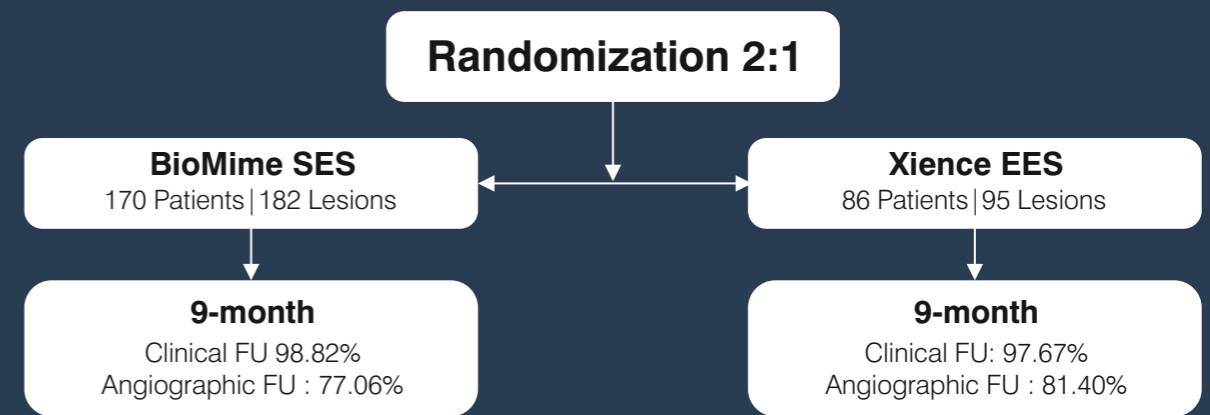 Randomization 2:1
BioMime SES
170 Patients|182 Lesions
Xience EES
86 Patients|95 Lesions
9-month
Clinical FU 98.82%
Angiographic FU : 77.06%
9-month
Clinical FU: 97.67%
Angiographic FU : 81.40%